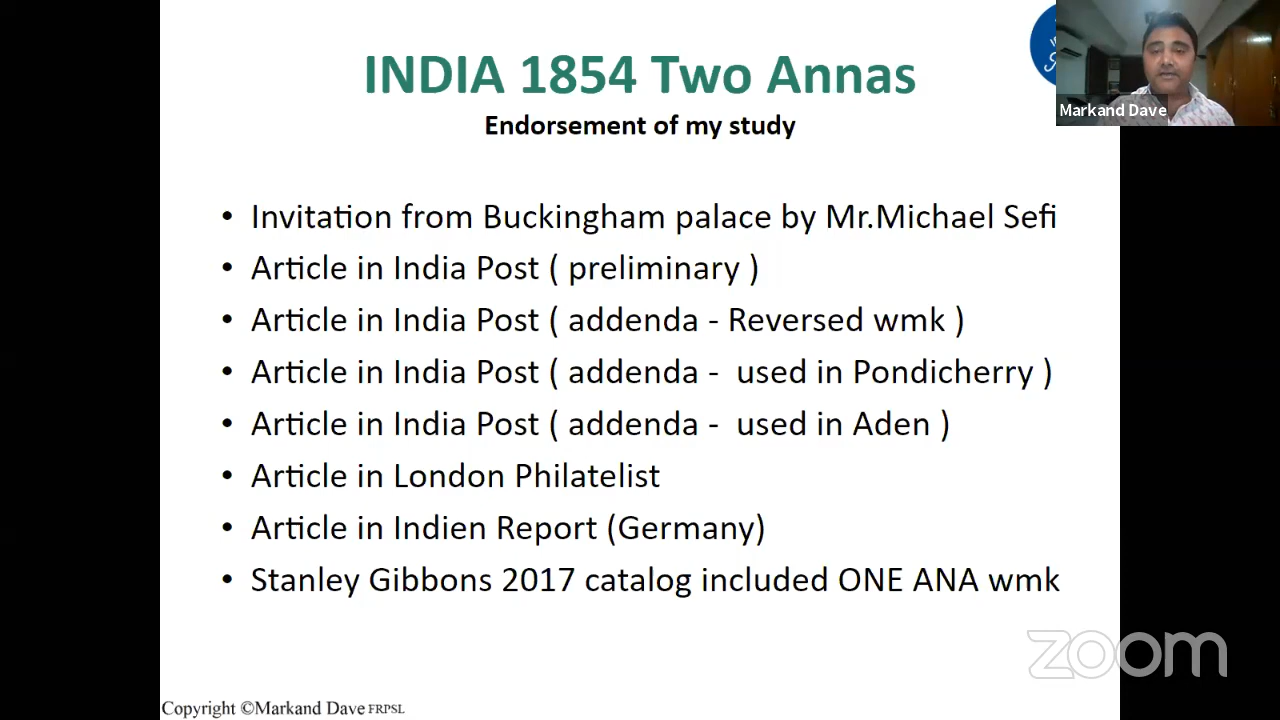 INDIA 1854 Two Annas
Endorsement of my study
Markand Dave
• Invitation from Buckingham palace by Mr.Michael Sefi
• Article in India Post ( preliminary )
• Article in India Post ( addenda - Reversed wmk )
• Article in India Post ( addenda - used in Pondicherry )
• Article in India Post ( addenda - used in Aden )
• Article in London Philatelist
• Article in Indien Report (Germany)
• Stanley Gibbons 2017 catalog included ONE ANA wmk
zoom
Copyright ©Markand Dave FRPSL